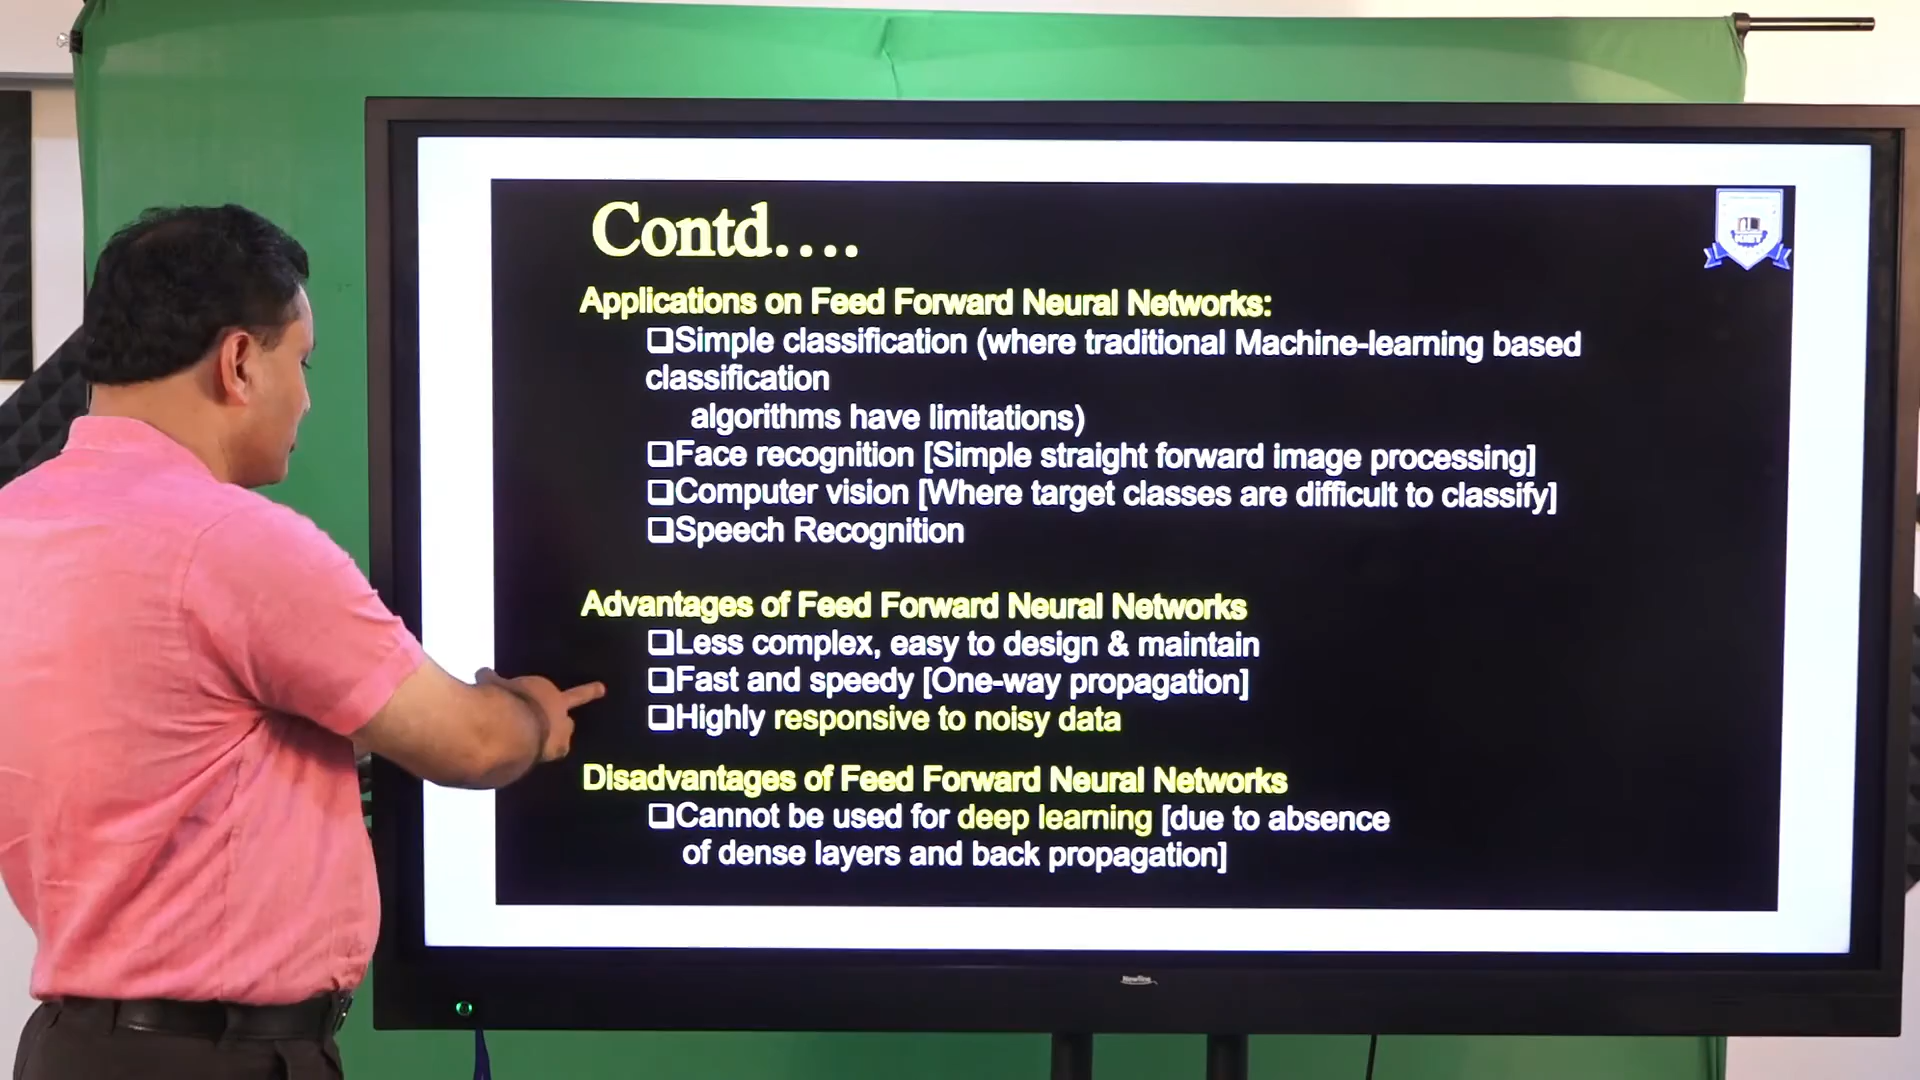 Contd....
Applications on Feed Forward Neural Networks:
❑Simple classification (where traditional Machine-learning based
classification
algorithms have limitations)
❑Face recognition [Simple straight forward image processing]
❑Computer vision [Where target classes are difficult to classify]
❑Speech Recognition
Advantages of Feed Forward Neural Networks
❑Less complex, easy to design & maintain
❑Fast and speedy [One-way propagation]
❑Highly responsive to noisy data
Disadvantages of Feed Forward Neural Networks
❑Cannot be used for deep learning [due to absence
of dense layers and back propagation]
Newline